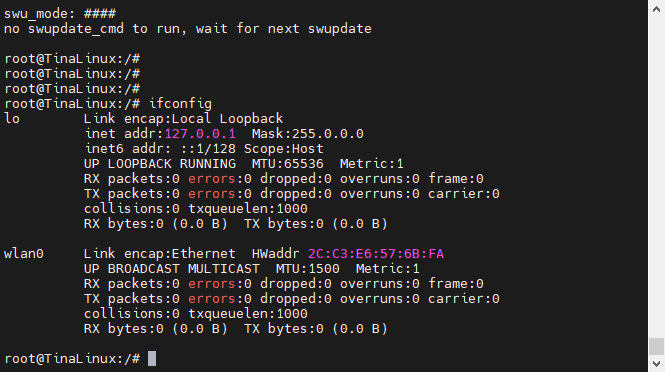 swu_mode: ####
no swupdate_cmd to run, wait for next swupdate
root@TinaLinux:/#
root@TinaLinux:/#
root@TinaLinux:/#
root@TinaLinux:/# ifconfig
lo        Link encap:Local Loopback
          inet addr:127.0.0.1  Mask:255.0.0.0
          inet6 addr: ::1/128 Scope:Host
          UP LOOPBACK RUNNING  MTU:65536  Metric:1
          RX packets:0 errors:0 dropped:0 overruns:0 frame:0
          TX packets:0 errors:0 dropped:0 overruns:0 carrier:0
          collisions:0 txqueuelen:1000
          RX bytes:0 (0.0 B)  TX bytes:0 (0.0 B)
wlan0     Link encap:Ethernet  HWaddr 2C:C3:E6:57:6B:FA
          UP BROADCAST MULTICAST  MTU:1500  Metric:1
          RX packets:0 errors:0 dropped:0 overruns:0 frame:0
          TX packets:0 errors:0 dropped:0 overruns:0 carrier:0
          collisions:0 txqueuelen:1000
          RX bytes:0 (0.0 B)  TX bytes:0 (0.0 B)
root@TinaLinux:/#